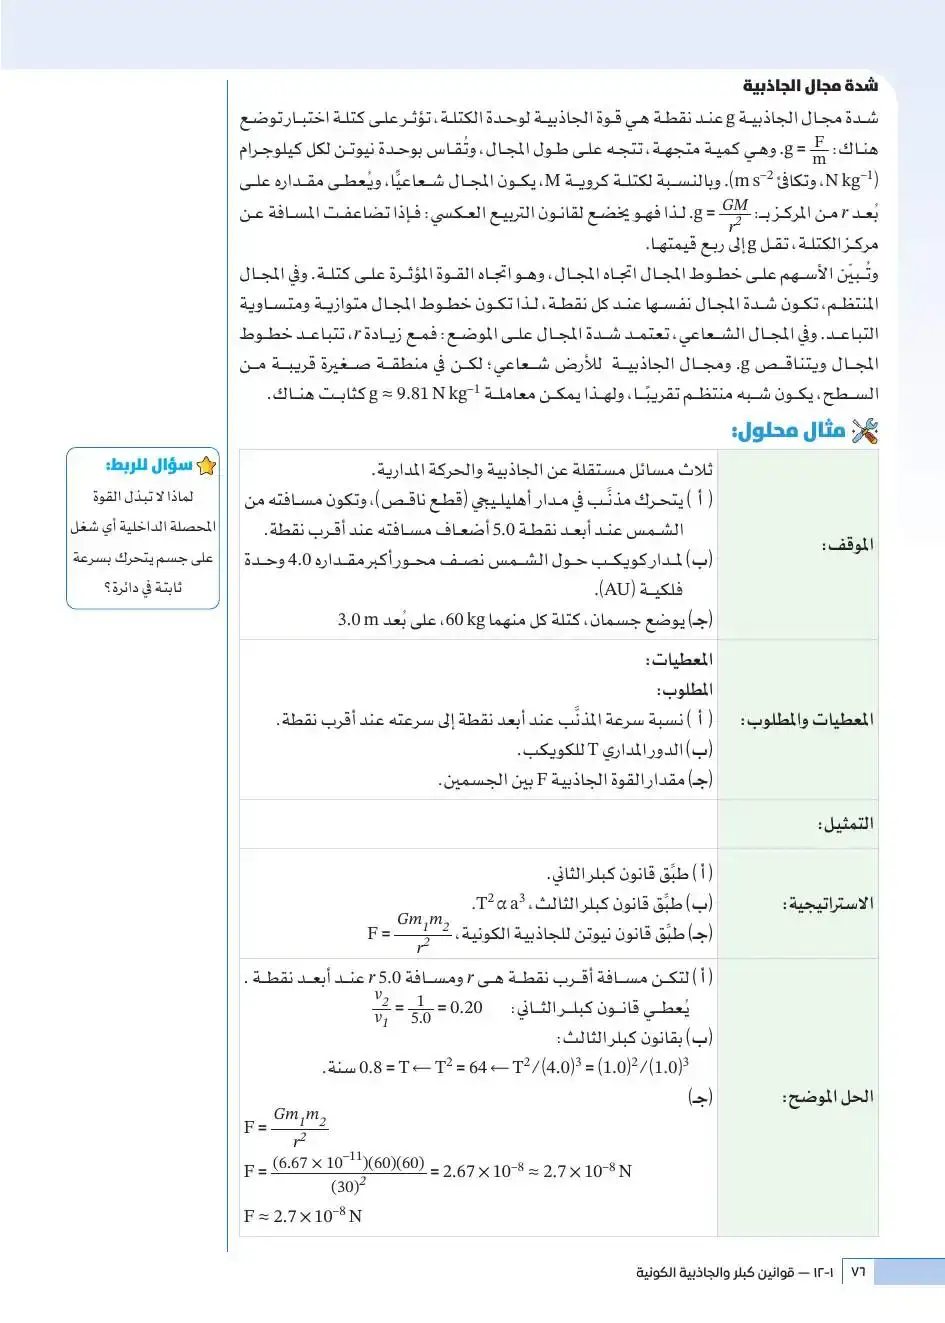 شدة مجال الجاذبية
شدة مجال الجاذبية g عند نقطة هي قوة الجاذبية لوحدة الكتلة، تؤثر على كتلة اختبار توضع
هناك: g = F/m. وهي كمية متجهة، تتجه على طول المجال، وتُقاس بوحدة نيوتن لكل كيلوجرام
(N kg⁻¹، وتكافئ m s⁻²). وبالنسبة لكتلة كروية M، يكون المجال شعاعيًّا، ويُعطى مقداره على
بُعد r من المركز بـ: g = GM/r². لذا فهو يخضع لقانون التربيع العكسي: فإذا تضاعفت المسافة عن
مركز الكتلة، تقل g إلى ربع قيمتها.
وتُبيّن الأسهم على خطوط المجال اتجاه المجال، وهو اتجاه القوة المؤثرة على كتلة. وفي المجال
المنتظم، تكون شدة المجال نفسها عند كل نقطة، لذا تكون خطوط المجال متوازية ومتساوية
التباعد. وفي المجال الشعاعي، تعتمد شدة المجال على الموضع: فمع زيادة r، تتباعد خطوط
المجال ويتناقص g. ومجال الجاذبية للأرض شعاعي؛ لكن في منطقة صغيرة قريبة من
السطح، يكون شبه منتظم تقريبًا، ولهذا يمكن معاملة g ≈ 9.81 N kg⁻¹ كثابت هناك.
مثال محلول:
الموقف:
ثلاث مسائل مستقلة عن الجاذبية والحركة المدارية.
(أ) يتحرك مذنَّب في مدار أهليليجي (قطع ناقص)، وتكون مسافته من
الشمس عند أبعد نقطة 5.0 أضعاف مسافته عند أقرب نقطة.
(ب) لمدار كويكب حول الشمس نصف محور أكبر مقداره 4.0 وحدة
فلكية (AU).
(جـ) يوضع جسمان، كتلة كل منهما 60 kg، على بُعد 3.0 m
المعطيات والمطلوب:
المعطيات:
المطلوب:
(أ) نسبة سرعة المذنَّب عند أبعد نقطة إلى سرعته عند أقرب نقطة.
(ب) الدور المداري T للكويكب.
(جـ) مقدار القوة الجاذبية F بين الجسمين.
التمثيل:
الاستراتيجية:
(أ) طبِّق قانون كبلر الثاني.
(ب) طبِّق قانون كبلر الثالث، T² α a³.
(جـ) طبِّق قانون نيوتن للجاذبية الكونية، F = Gm₁m₂/r²
الحل الموضح:
(أ) لتكن مسافة أقرب نقطة هي r ومسافة 5.0 r عند أبعد نقطة .
يُعطي قانون كبلر الثاني: v₂/v₁ = 1/5.0 = 0.20
(ب) بقانون كبلر الثالث:
T²/(4.0)³ = (1.0)²/(1.0)³ ← T² = 64 ← T = 0.8 سنة.
(جـ)
F = Gm₁m₂/r²
F = (6.67 × 10⁻¹¹)(60)(60)/(30)² = 2.67 × 10⁻⁸ ≈ 2.7 × 10⁻⁸ N
F ≈ 2.7 × 10⁻⁸ N
سؤال للربط:
لماذا لا تبذل القوة
المحصلة الداخلية أي شغل
على جسم يتحرك بسرعة
ثابتة في دائرة؟
٧٦ ١-١٢ — قوانين كبلر والجاذبية الكونية